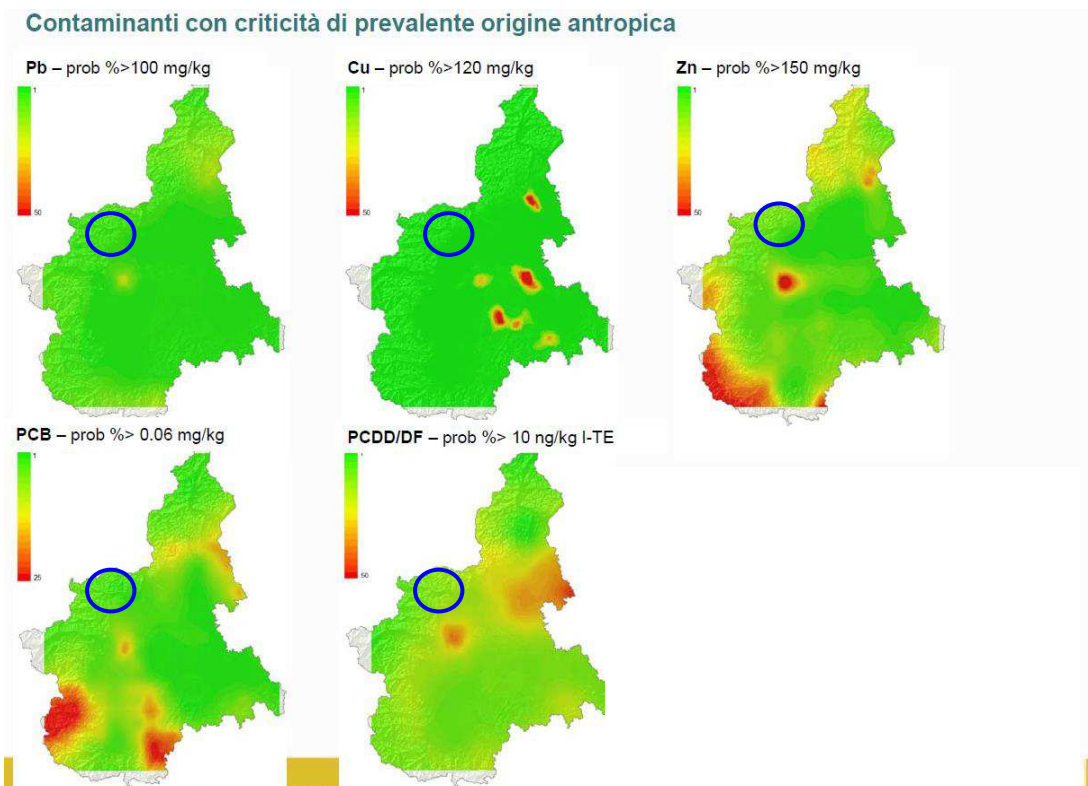 Contaminanti con criticità di prevalente origine antropica
Pb – prob %>100 mg/kg
1
50
Cu – prob %>120 mg/kg
1
50
Zn – prob %>150 mg/kg
1
50
PCB – prob %> 0.06 mg/kg
1
25
PCDD/DF – prob %> 10 ng/kg I-TE
1
50